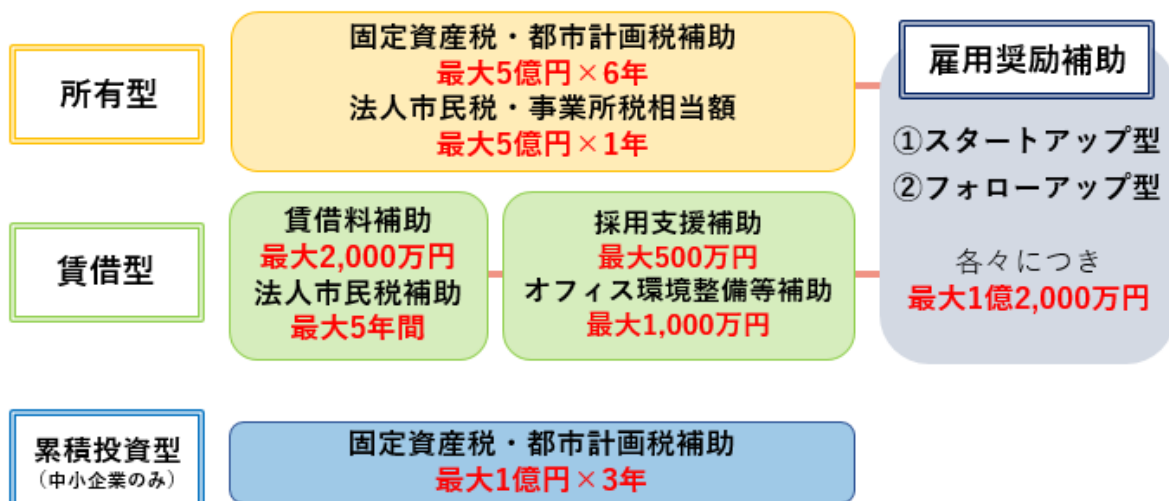 所有型
固定資産税・都市計画税補助
最大5億円×6年
法人市民税・事業所税相当額
最大5億円×1年
賃借型
賃借料補助
最大2,000万円
法人市民税補助
最大5年間
採用支援補助
最大500万円
オフィス環境整備等補助
最大1,000万円
雇用奨励補助
①スタートアップ型
②フォローアップ型
各々につき
最大1億2,000万円
累積投資型
（中小企業のみ）
固定資産税・都市計画税補助
最大1億円×3年